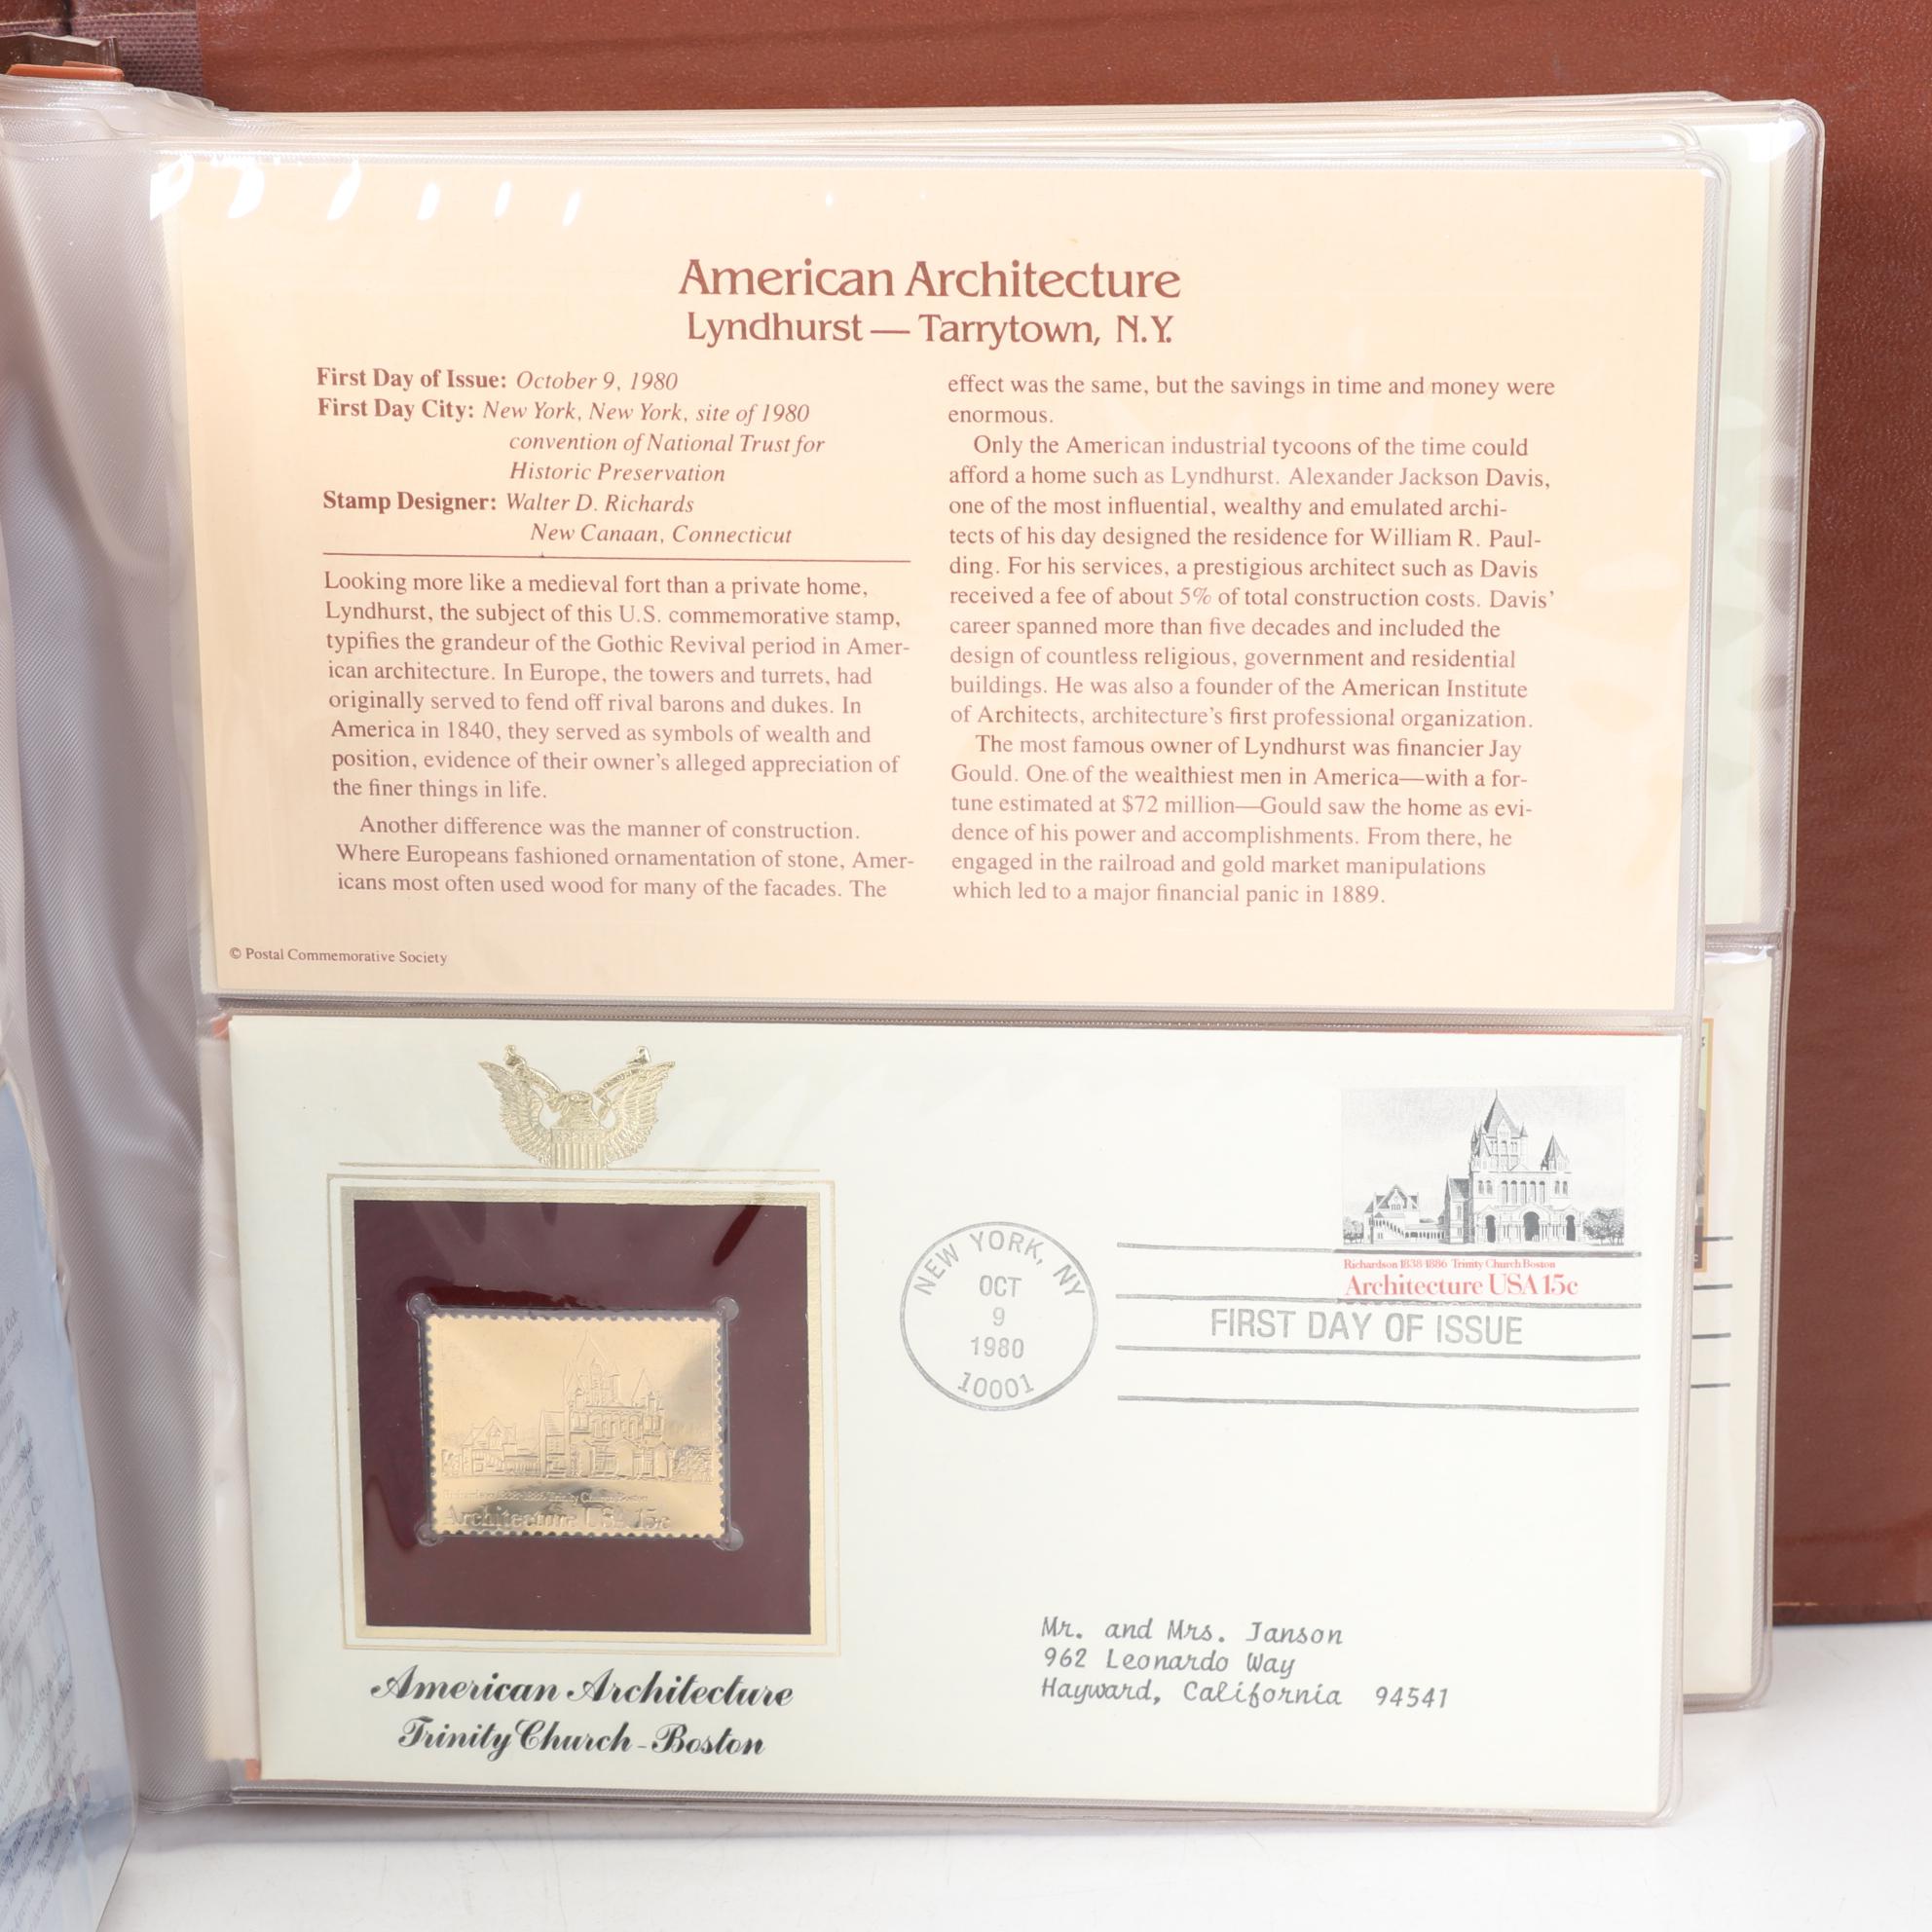 American Architecture
Lyndhurst — Tarrytown, N.Y.
First Day of Issue: October 9, 1980
First Day City: New York, New York, site of 1980
convention of National Trust for
Historic Preservation
Stamp Designer: Walter D. Richards
New Canaan, Connecticut
Looking more like a medieval fort than a private home,
Lyndhurst, the subject of this U.S. commemorative stamp,
typifies the grandeur of the Gothic Revival period in Amer-
ican architecture. In Europe, the towers and turrets, had
originally served to fend off rival barons and dukes. In
America in 1840, they served as symbols of wealth and
position, evidence of their owner's alleged appreciation of
the finer things in life.
Another difference was the manner of construction.
Where Europeans fashioned ornamentation of stone, Amer-
icans most often used wood for many of the facades. The
effect was the same, but the savings in time and money were
enormous.
Only the American industrial tycoons of the time could
afford a home such as Lyndhurst. Alexander Jackson Davis,
one of the most influential, wealthy and emulated archi-
tects of his day designed the residence for William R. Paul-
ding. For his services, a prestigious architect such as Davis
received a fee of about 5% of total construction costs. Davis'
career spanned more than five decades and included the
design of countless religious, government and residential
buildings. He was also a founder of the American Institute
of Architects, architecture's first professional organization.
The most famous owner of Lyndhurst was financier Jay
Gould. One of the wealthiest men in America—with a for-
tune estimated at $72 million—Gould saw the home as evi-
dence of his power and accomplishments. From there, he
engaged in the railroad and gold market manipulations
which led to a major financial panic in 1889.
© Postal Commemorative Society
Richardson 1838-1886 Trinity Church Boston
Architecture USA 15c
NEW YORK, NY
OCT
9
1980
10001
FIRST DAY OF ISSUE
Richardson 1838-1886 Trinity Church Boston
Architecture USA 15c
Mr. and Mrs. Janson
962 Leonardo Way
Hayward, California 94541
American Architecture
Trinity Church - Boston